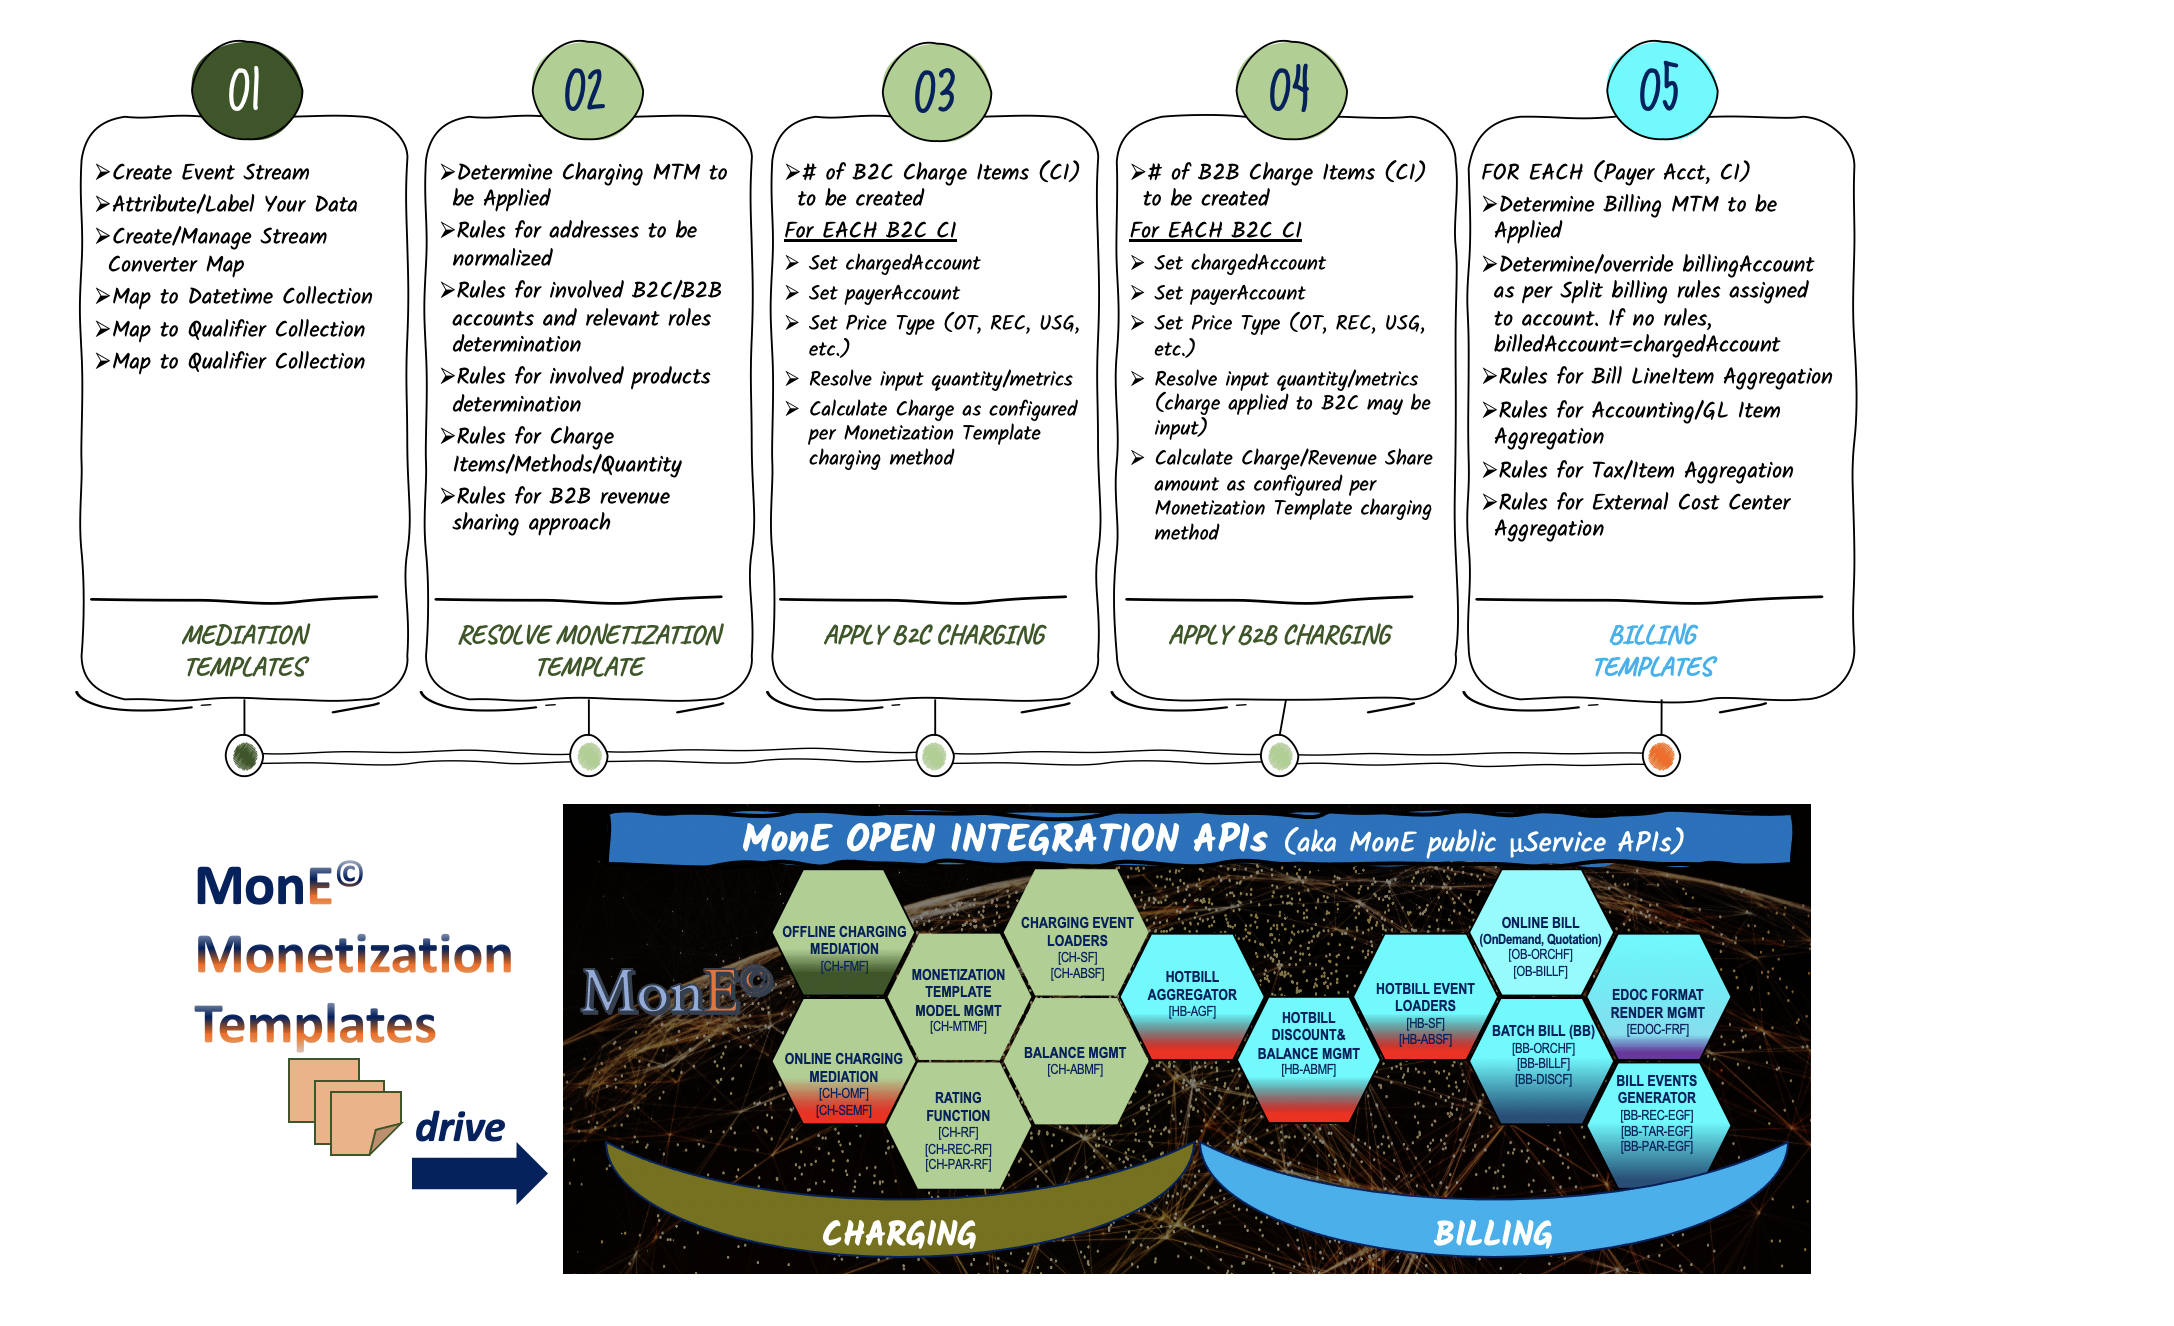 01
➢Create Event Stream
➢Attribute/Label Your Data
➢Create/Manage Stream
Converter Map
➢Map to Datetime Collection
➢Map to Qualifier Collection
➢Map to Qualifier Collection
MEDIATION
TEMPLATES
02
➢Determine Charging MTM to
be Applied
➢Rules for addresses to be
normalized
➢Rules for involved B2C/B2B
accounts and relevant roles
determination
➢Rules for involved products
determination
➢Rules for Charge
Items/Methods/Quantity
➢Rules for B2B revenue
sharing approach
RESOLVE MONETIZATION
TEMPLATE
03
➢# of B2C Charge Items (CI)
to be created
For EACH B2C CI
➢ Set chargedAccount
➢ Set payerAccount
➢ Set Price Type (OT, REC, USG,
etc.)
➢ Resolve input quantity/metrics
➢ Calculate Charge as configured
per Monetization Template
charging method
APPLY B2C CHARGING
04
➢# of B2B Charge Items (CI)
to be created
For EACH B2C CI
➢ Set chargedAccount
➢ Set payerAccount
➢ Set Price Type (OT, REC, USG,
etc.)
➢ Resolve input quantity/metrics
(charge applied to B2C may be
input)
➢ Calculate Charge/Revenue Share
amount as configured per
Monetization Template charging
method
APPLY B2B CHARGING
05
FOR EACH (Payer Acct, CI)
➢Determine Billing MTM to be
Applied
➢Determine/override billingAccount
as per Split billing rules assigned
to account. If no rules,
billedAccount=chargedAccount
➢Rules for Bill LineItem Aggregation
➢Rules for Accounting/GL Item
Aggregation
➢Rules for Tax/Item Aggregation
➢Rules for External Cost Center
Aggregation
BILLING
TEMPLATES
MonE©
Monetization
Templates
drive
MonE OPEN INTEGRATION APIs (aka MonE public µService APIs)
MonE©
OFFLINE CHARGING
MEDIATION
[CH-FMF]
ONLINE CHARGING
MEDIATION
[CH-OMF]
[CH-SEMF]
MONETIZATION
TEMPLATE
MODEL MGMT
[CH-MTMF]
RATING
FUNCTION
[CH-RF]
[CH-REC-RF]
[CH-PAR-RF]
CHARGING EVENT
LOADERS
[CH-SF]
[CH-ABSF]
BALANCE MGMT
[CH-ABMF]
HOTBILL
AGGREGATOR
[HB-AGF]
HOTBILL
DISCOUNT&
BALANCE MGMT
[HB-ABMF]
HOTBILL EVENT
LOADERS
[HB-SF]
[HB-ABSF]
ONLINE BILL
(OnDemand, Quotation)
[OB-ORCHF]
[OB-BILLF]
BATCH BILL (BB)
[BB-ORCHF]
[BB-BILLF]
[BB-DISCF]
EDOC FORMAT
RENDER MGMT
[EDOC-FRF]
BILL EVENTS
GENERATOR
[BB-REC-EGF]
[BB-TAR-EGF]
[BB-PAR-EGF]
CHARGING
BILLING